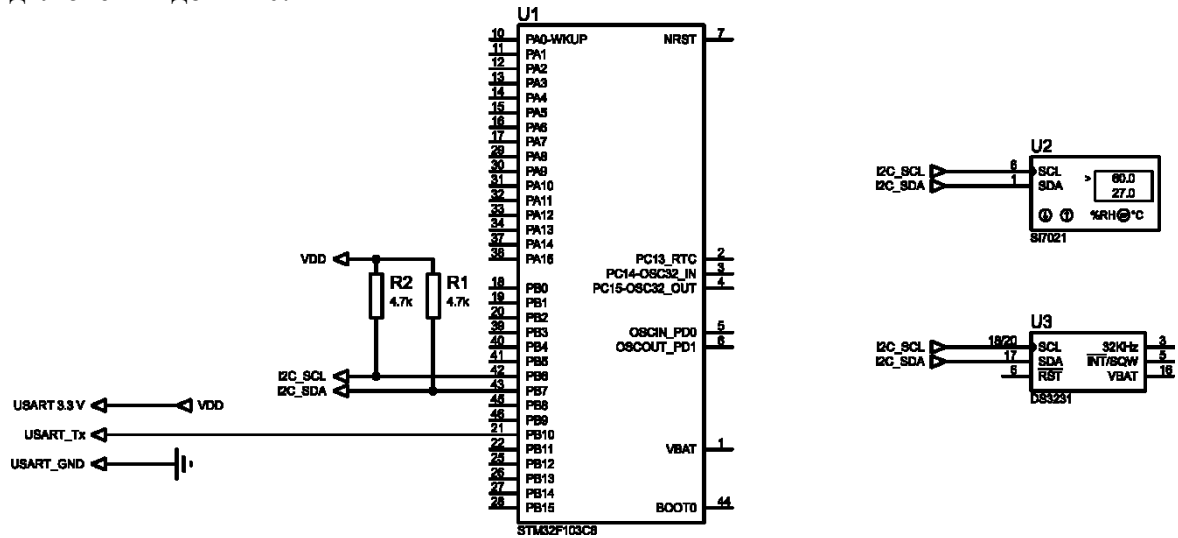 U1
10 PA0-WKUP
11 PA1
12 PA2
13 PA3
14 PA4
15 PA5
16 PA6
17 PA7
29 PA8
30 PA9
31 PA10
32 PA11
33 PA12
34 PA13
37 PA14
38 PA15
18 PB0
19 PB1
20 PB2
39 PB3
40 PB4
41 PB5
42 PB6
43 PB7
45 PB8
46 PB9
21 PB10
22 PB11
25 PB12
26 PB13
27 PB14
28 PB15
NRST 7
PC13_RTC 2
PC14-OSC32_IN 3
PC15-OSC32_OUT 4
OSCIN_PD0 5
OSCOUT_PD1 6
VBAT 1
BOOT0 44
STM32F103C6
VDD
R2
4.7k
R1
4.7k
I2C_SCL
I2C_SDA
USART 3.3 V
VDD
USART_Tx
USART_GND
U2
I2C_SCL 6 SCL
I2C_SDA 1 SDA
> 60.0
27.0
%RH °C
SI7021
U3
I2C_SCL 18/20 SCL 32KHz 3
I2C_SDA 17 SDA INT/SQW 5
6 RST VBAT 16
DS3231